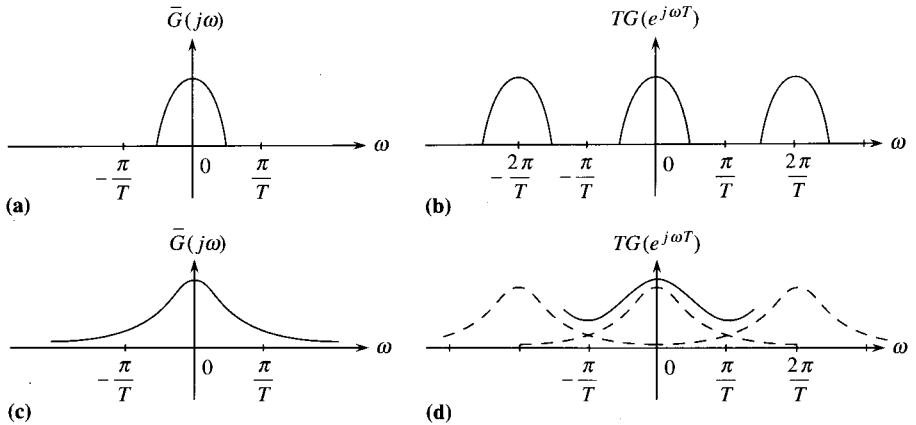 Ḡ(jω)
ω
−π/T
0
π/T
(a)
TG(e^{jωT})
ω
−2π/T
−π/T
0
π/T
2π/T
(b)
Ḡ(jω)
ω
−π/T
0
π/T
(c)
TG(e^{jωT})
ω
−π/T
0
π/T
2π/T
(d)